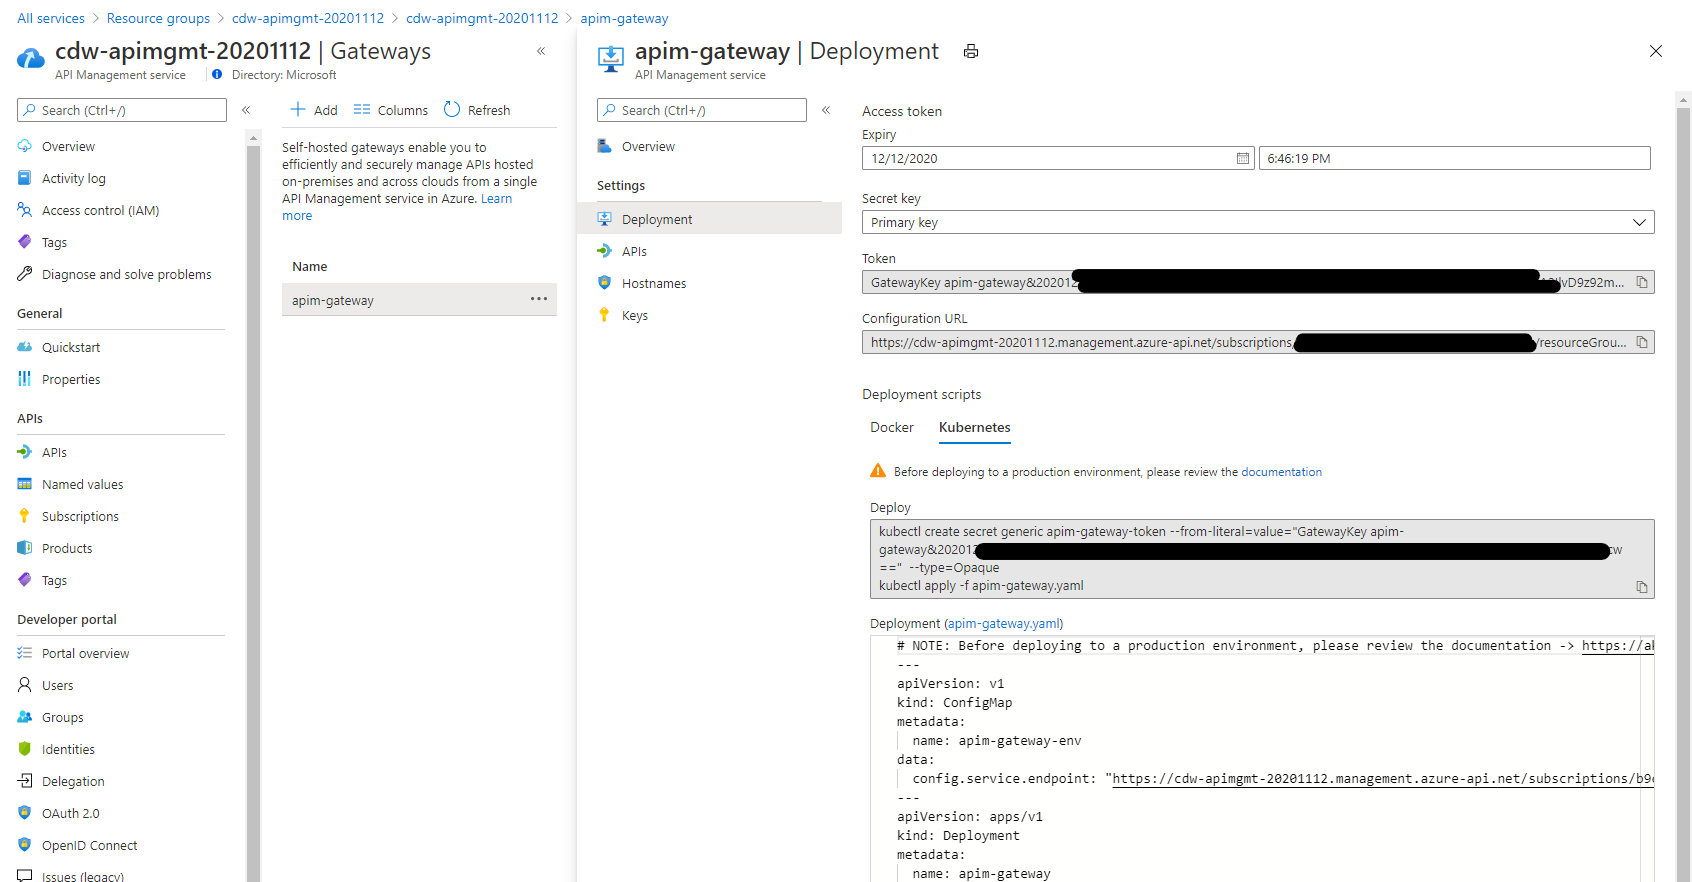 All services > Resource groups > cdw-apimgmt-20201112 > cdw-apimgmt-20201112 > apim-gateway
cdw-apimgmt-20201112 | Gateways
API Management service
Directory: Microsoft
Search (Ctrl+/)
Overview
Activity log
Access control (IAM)
Tags
Diagnose and solve problems
General
Quickstart
Properties
APIs
APIs
Named values
Subscriptions
Products
Tags
Developer portal
Portal overview
Users
Groups
Identities
Delegation
OAuth 2.0
OpenID Connect
Issues (legacy)
Add
Columns
Refresh
Self-hosted gateways enable you to
efficiently and securely manage APIs hosted
on-premises and across clouds from a single
API Management service in Azure. Learn
more
Name
apim-gateway
apim-gateway | Deployment
API Management service
Search (Ctrl+/)
Overview
Settings
Deployment
APIs
Hostnames
Keys
Access token
Expiry
12/12/2020
6:46:19 PM
Secret key
Primary key
Token
GatewayKey apim-gateway&20201 vD9z92m...
Configuration URL
https://cdw-apimgmt-20201112.management.azure-api.net/subscriptions /resourceGrou...
Deployment scripts
Docker
Kubernetes
Before deploying to a production environment, please review the documentation
Deploy
kubectl create secret generic apim-gateway-token --from-literal=value="GatewayKey apim-
gateway&20201 cw
==" --type=Opaque
kubectl apply -f apim-gateway.yaml
Deployment (apim-gateway.yaml)
# NOTE: Before deploying to a production environment, please review the documentation -> https://a
---
apiVersion: v1
kind: ConfigMap
metadata:
name: apim-gateway-env
data:
config.service.endpoint: "https://cdw-apimgmt-20201112.management.azure-api.net/subscriptions/b9
---
apiVersion: apps/v1
kind: Deployment
metadata:
name: apim-gateway